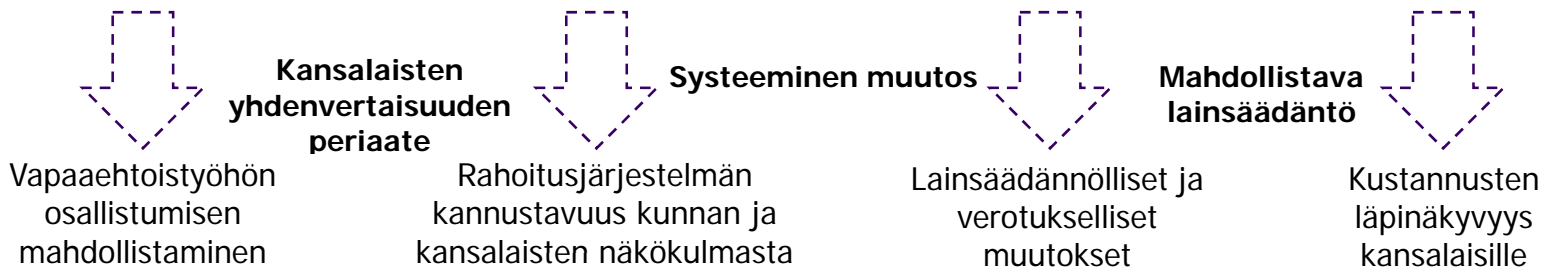 Kansalaisten
yhdenvertaisuuden
periaate
Systeeminen muutos
Mahdollistava
lainsäädäntö
Vapaaehtoistyöhön
osallistumisen
mahdollistaminen
Rahoitusjärjestelmän
kannustavuus kunnan ja
kansalaisten näkökulmasta
Lainsäädännölliset ja
verotukselliset
muutokset
Kustannusten
läpinäkyvyys
kansalaisille